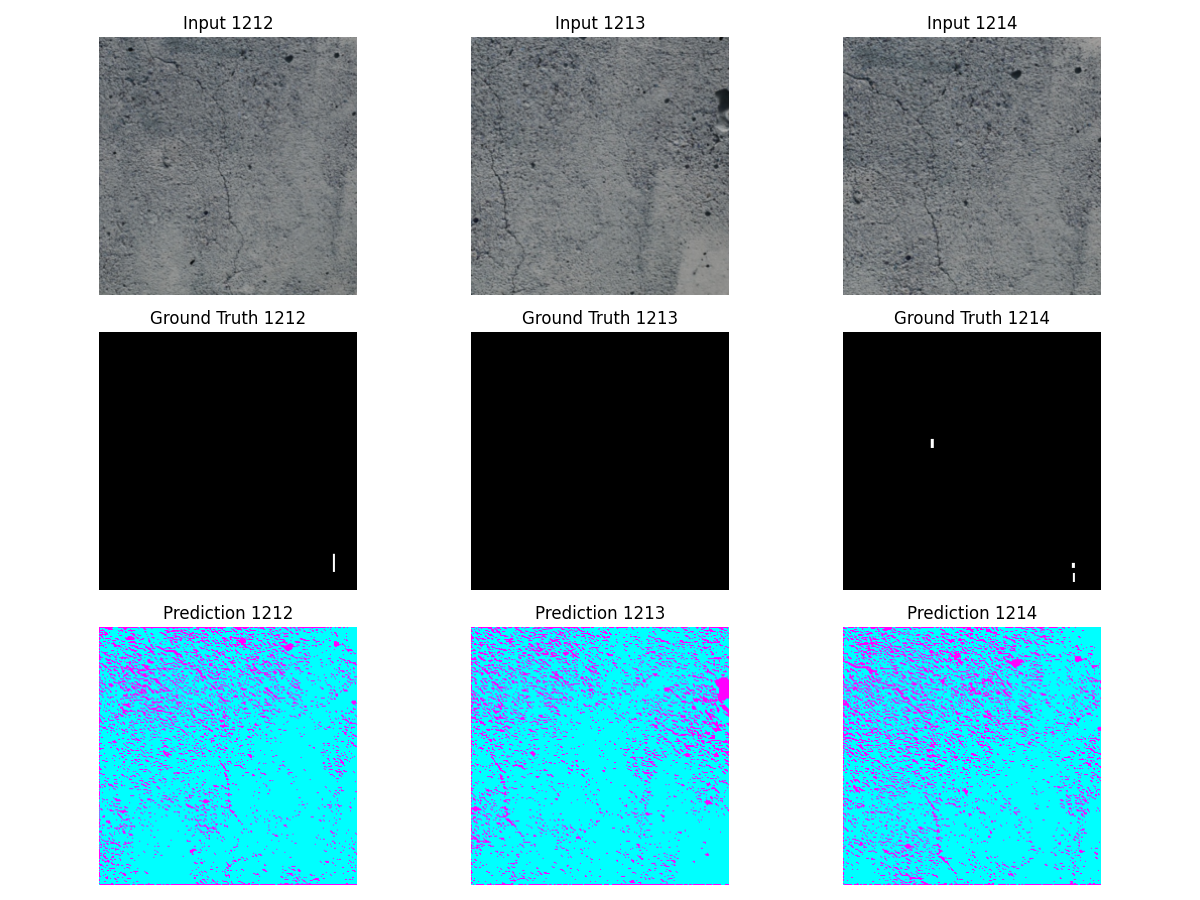 Input 1212
Input 1213
Input 1214
Ground Truth 1212
Ground Truth 1213
Ground Truth 1214
Prediction 1212
Prediction 1213
Prediction 1214